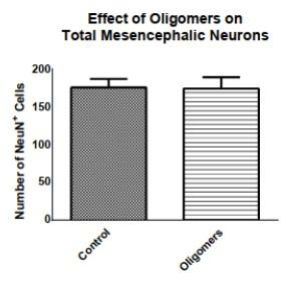 Effect of Oligomers on
Total Mesencephalic Neurons
Number of NeuN⁺ Cells
200
150
100
50
0
Control
Oligomers